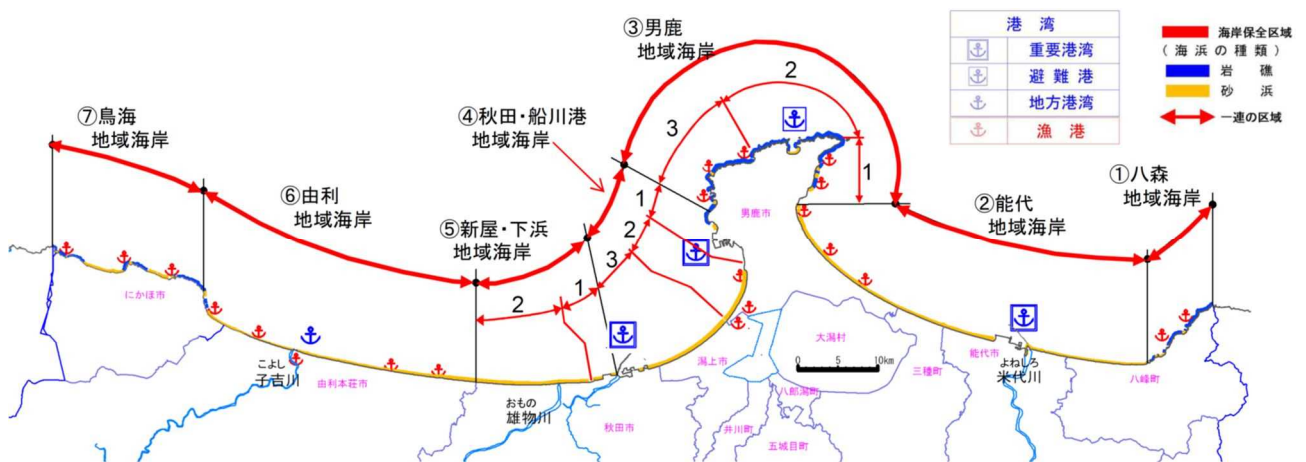 ③男鹿
地域海岸
港 湾
重要港湾
避 難 港
地方港湾
漁 港
海岸保全区域
( 海 浜 の 種 類 )
岩 礁
砂 浜
一連の区域
⑦鳥海
地域海岸
④秋田・船川港
地域海岸
⑥由利
地域海岸
⑤新屋・下浜
地域海岸
①八森
地域海岸
②能代
地域海岸
2
3
1
1
2
3
1
2
男鹿市
にかほ市
こよし
子吉川
由利本荘市
おもの
雄物川
秋田市
潟上市
大潟村
0 5 10km
八郎潟町
井川町
五城目町
三種町
能代市
よねしろ
米代川
八峰町